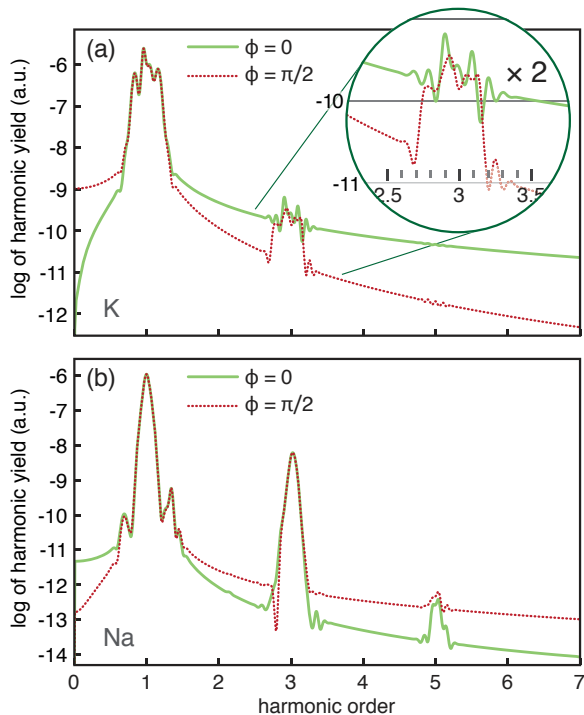 (a)
ϕ = 0
ϕ = π/2
× 2
-10
-11
2.5
3
3.5
log of harmonic yield (a.u.)
-6
-7
-8
-9
-10
-11
-12
K
(b)
ϕ = 0
ϕ = π/2
log of harmonic yield (a.u.)
-6
-7
-8
-9
-10
-11
-12
-13
-14
Na
0 1 2 3 4 5 6 7
harmonic order